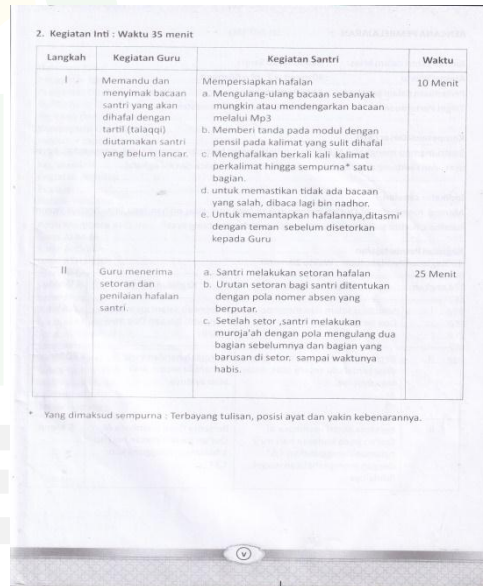 2. Kegiatan Inti : Waktu 35 menit
Langkah Kegiatan Guru Kegiatan Santri Waktu
I
Memandu dan
menyimak bacaan
santri yang akan
dihafal dengan
tartil (talaqqi)
diutamakan santri
yang belum lancar.
Mempersiapkan hafalan
a. Mengulang-ulang bacaan sebanyak
mungkin atau mendengarkan bacaan
melalui Mp3
b. Memberi tanda pada modul dengan
pensil pada kalimat yang sulit dihafal
c. Menghafalkan berkali kali kalimat
perkalimat hingga sempurna* satu
bagian.
d. untuk memastikan tidak ada bacaan
yang salah, dibaca lagi bin nadhor.
e. Untuk memantapkan hafalannya,ditasmi'
dengan teman sebelum disetorkan
kepada Guru
10 Menit
II
Guru menerima
setoran dan
penilaian hafalan
santri.
a. Santri melakukan setoran hafalan
b. Urutan setoran bagi santri ditentukan
dengan pola nomer absen yang
berputar.
c. Setelah setor ,santri melakukan
muroja'ah dengan pola mengulang dua
bagian sebelumnya dan bagian yang
barusan di setor, sampai waktunya
habis.
25 Menit
* Yang dimaksud sempurna : Terbayang tulisan, posisi ayat dan yakin kebenarannya.
v